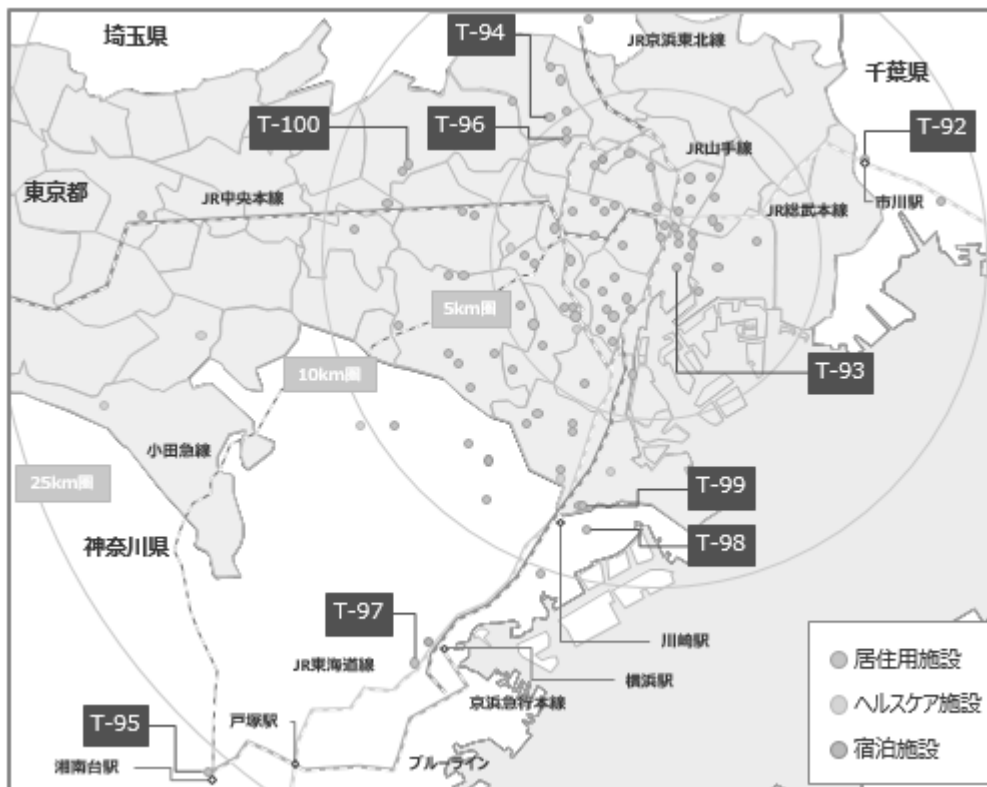 埼玉県
T-94
JR京浜東北線
千葉県
T-100
T-96
T-92
JR山手線
東京都
JR中央本線
JR総武本線
市川駅
5km圏
10km圏
T-93
小田急線
25km圏
T-99
神奈川県
T-98
T-97
川崎駅
JR東海道線
横浜駅
京浜急行本線
T-95
戸塚駅
湘南台駅
ブルーライン
居住用施設
ヘルスケア施設
宿泊施設